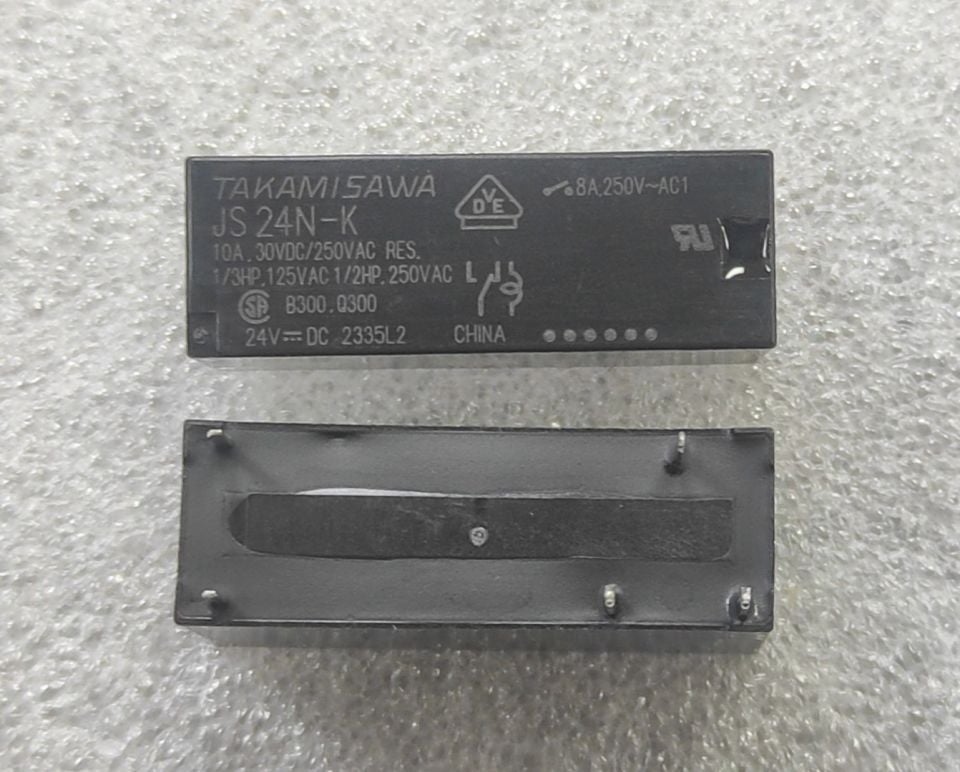 TAKAMISAWA
VDE
8A,250V~AC1
JS 24N-K
10A,30VDC/250VAC RES.
1/3HP,125VAC 1/2HP,250VAC
B300,Q300
24V⎓DC 2335L2
CHINA